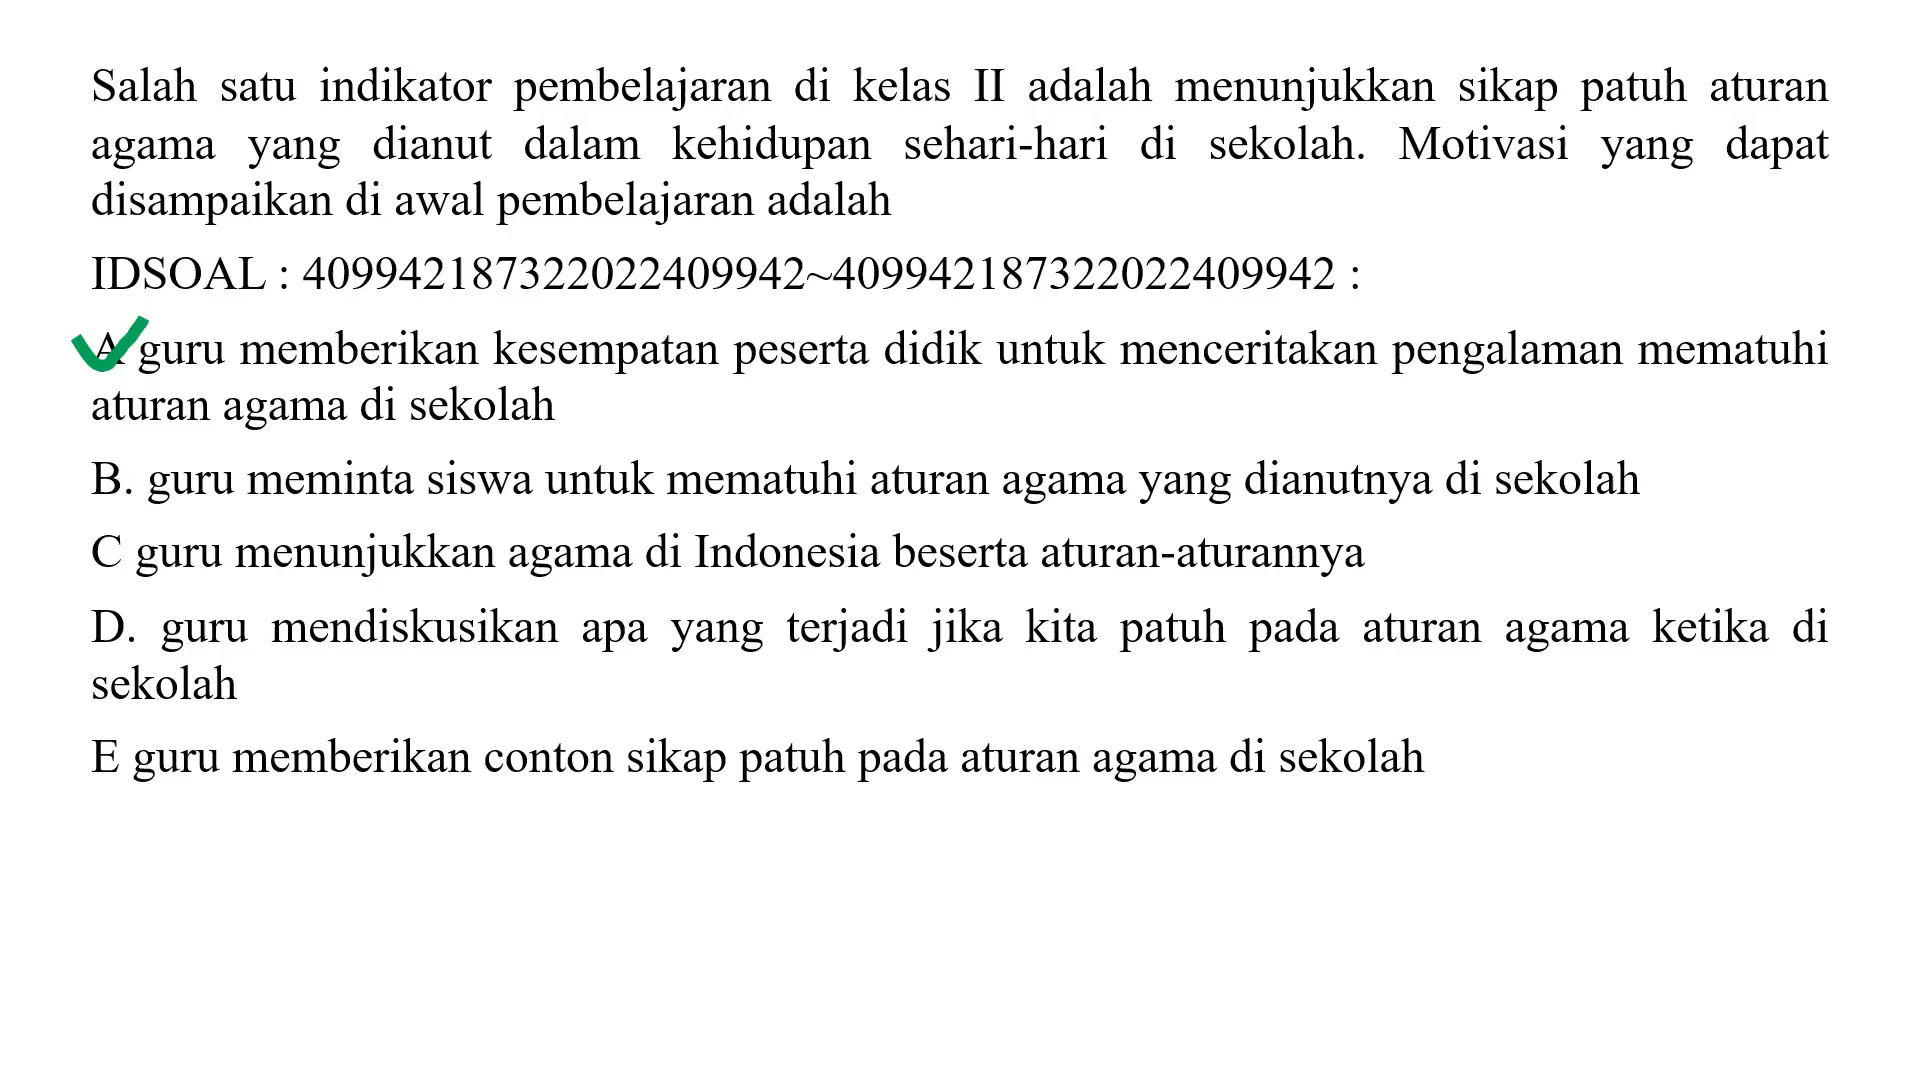 Salah satu indikator pembelajaran di kelas II adalah menunjukkan sikap patuh aturan
agama yang dianut dalam kehidupan sehari-hari di sekolah. Motivasi yang dapat
disampaikan di awal pembelajaran adalah
IDSOAL : 409942187322022409942~409942187322022409942 :
A guru memberikan kesempatan peserta didik untuk menceritakan pengalaman mematuhi
aturan agama di sekolah
B. guru meminta siswa untuk mematuhi aturan agama yang dianutnya di sekolah
C guru menunjukkan agama di Indonesia beserta aturan-aturannya
D. guru mendiskusikan apa yang terjadi jika kita patuh pada aturan agama ketika di
sekolah
E guru memberikan conton sikap patuh pada aturan agama di sekolah